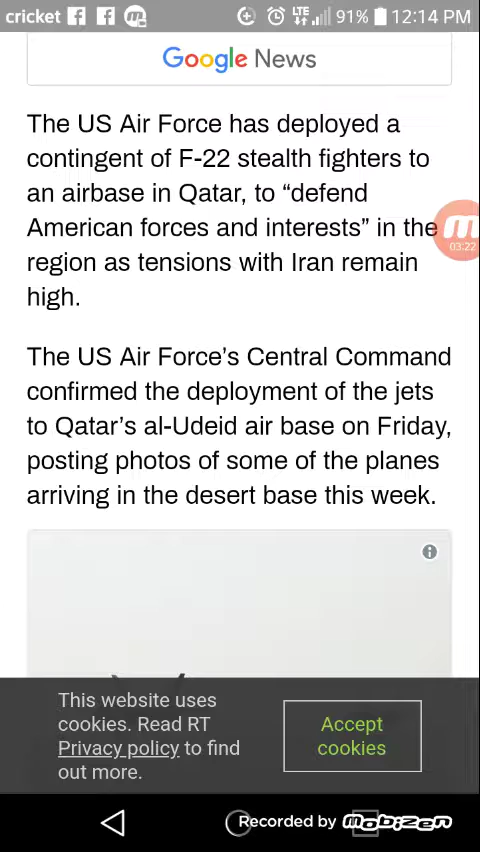 cricket LTE 91% 12:14 PM
Google News
The US Air Force has deployed a
contingent of F-22 stealth fighters to
an airbase in Qatar, to “defend
American forces and interests” in the
region as tensions with Iran remain
high.
03:22
The US Air Force’s Central Command
confirmed the deployment of the jets
to Qatar’s al-Udeid air base on Friday,
posting photos of some of the planes
arriving in the desert base this week.
This website uses
cookies. Read RT
Privacy policy to find
out more.
Accept
cookies
Recorded by Mobizen